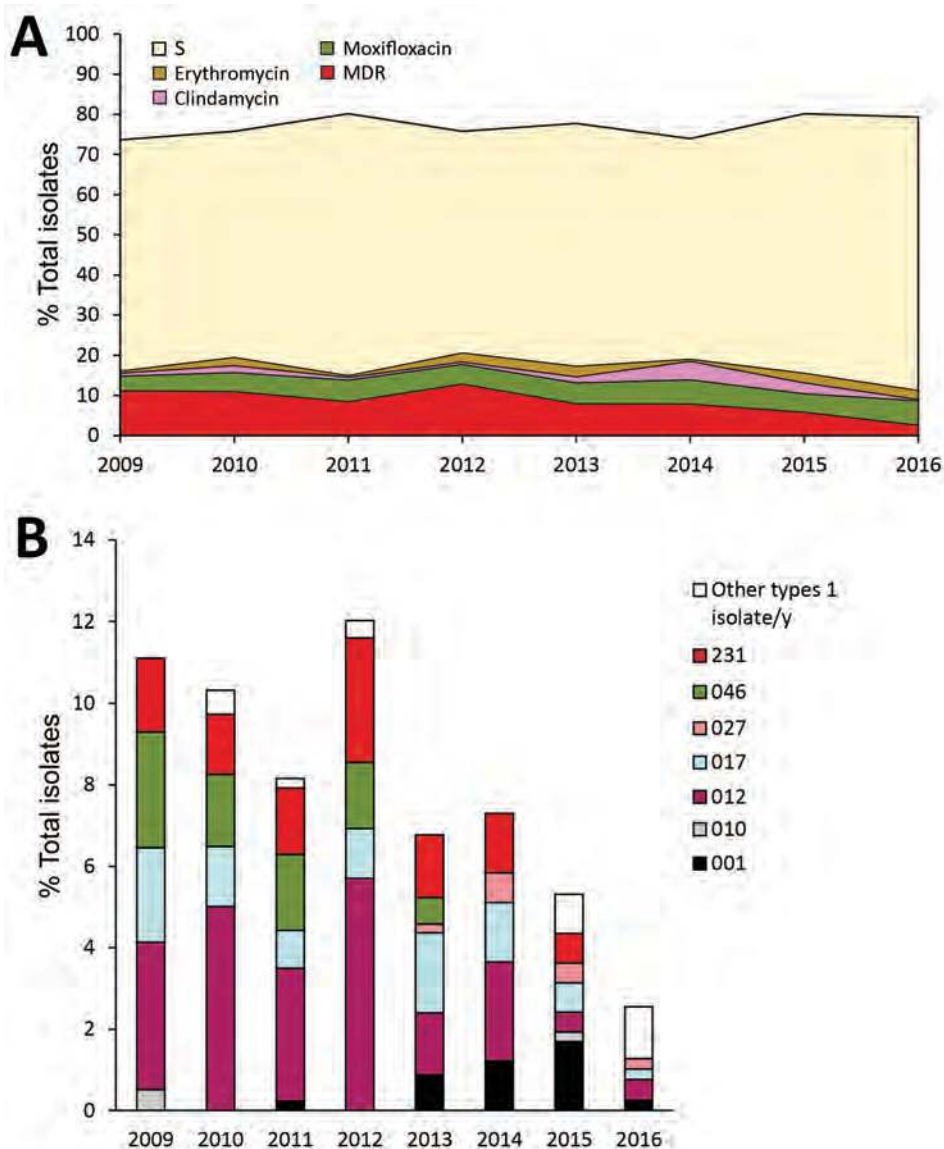 A
100
90
80
70
60
50
40
30
20
10
0
% Total isolates
S
Erythromycin
Clindamycin
Moxifloxacin
MDR
2009 2010 2011 2012 2013 2014 2015 2016
B
14
12
10
8
6
4
2
0
% Total isolates
Other types 1
isolate/y
231
046
027
017
012
010
001
2009 2010 2011 2012 2013 2014 2015 2016